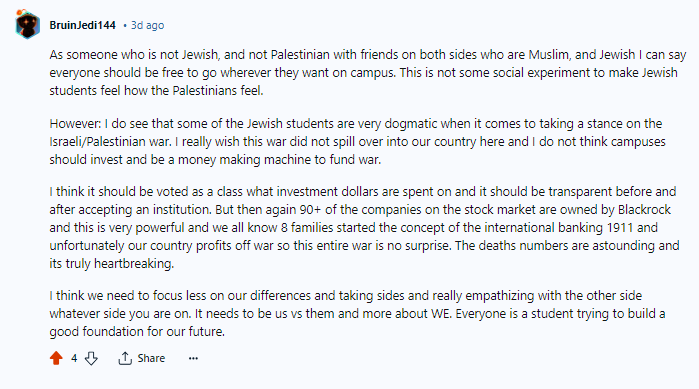 BruinJedi144 • 3d ago
As someone who is not Jewish, and not Palestinian with friends on both sides who are Muslim, and Jewish I can say
everyone should be free to go wherever they want on campus. This is not some social experiment to make Jewish
students feel how the Palestinians feel.
However: I do see that some of the Jewish students are very dogmatic when it comes to taking a stance on the
Israeli/Palestinian war. I really wish this war did not spill over into our country here and I do not think campuses
should invest and be a money making machine to fund war.
I think it should be voted as a class what investment dollars are spent on and it should be transparent before and
after accepting an institution. But then again 90+ of the companies on the stock market are owned by Blackrock
and this is very powerful and we all know 8 families started the concept of the international banking 1911 and
unfortunately our country profits off war so this entire war is no surprise. The deaths numbers are astounding and
its truly heartbreaking.
I think we need to focus less on our differences and taking sides and really empathizing with the other side
whatever side you are on. It needs to be us vs them and more about WE. Everyone is a student trying to build a
good foundation for our future.
4 Share ...